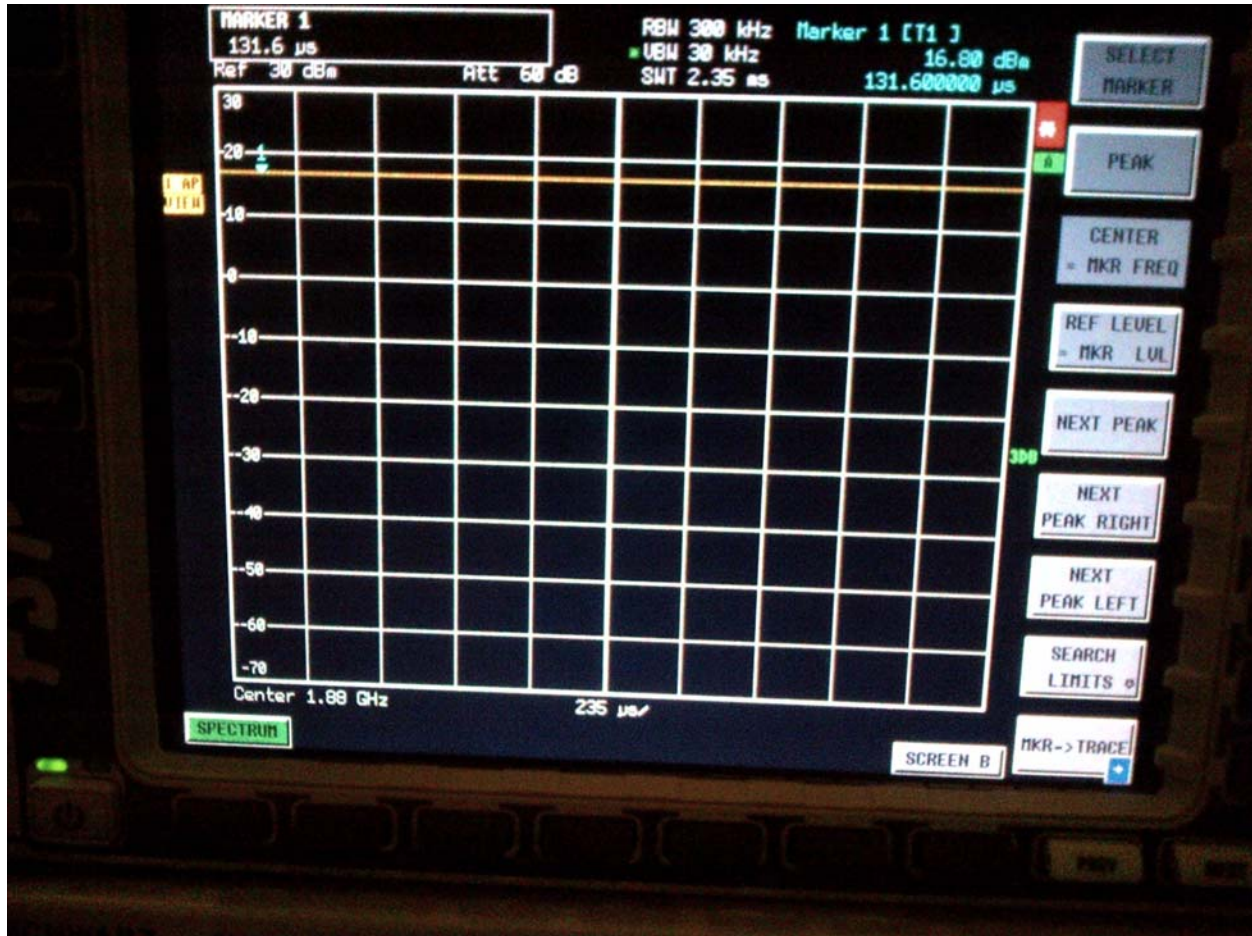 MARKER 1
131.6 µs
RBW 300 kHz
VBW 30 kHz
SWT 2.35 ms
Marker 1 [T1 ]
16.80 dBm
131.600000 µs
Ref 30 dBm
Att 60 dB
30
20
1
10
0
-10
-20
-30
-40
-50
-60
-70
A
3DB
1 AP
VIEW
Center 1.88 GHz
235 µs/
SPECTRUM
SCREEN B
SELECT
MARKER
PEAK
CENTER
= MKR FREQ
REF LEVEL
= MKR LVL
NEXT PEAK
NEXT
PEAK RIGHT
NEXT
PEAK LEFT
SEARCH
LIMITS
MKR->TRACE
PREV